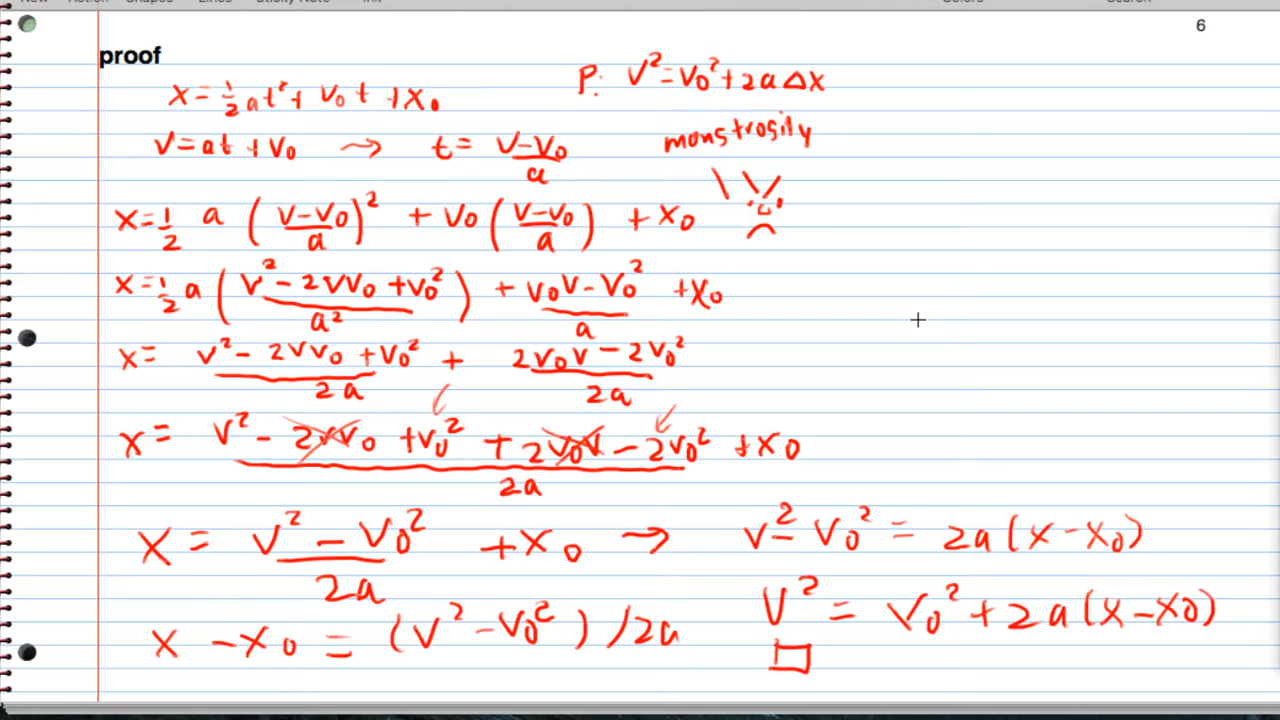 6
proof
x = ½at² + v₀t + x₀
P: v² = v₀² + 2aΔx
v = at + v₀ → t = (v-v₀)/a
monstrosity
x = ½ a ((v-v₀)/a)² + v₀ ((v-v₀)/a) + x₀
x = ½ a ((v² - 2vv₀ + v₀²)/a²) + (v₀v - v₀²)/a + x₀
x = (v² - 2vv₀ + v₀²)/2a + (2v₀v - 2v₀²)/2a
x = (v² - 2vv₀ + v₀² + 2v₀v - 2v₀²)/2a + x₀
x = (v² - v₀²)/2a + x₀ → v² - v₀² = 2a(x - x₀)
x - x₀ = (v² - v₀²)/2a
v² = v₀² + 2a(x - x₀)
□